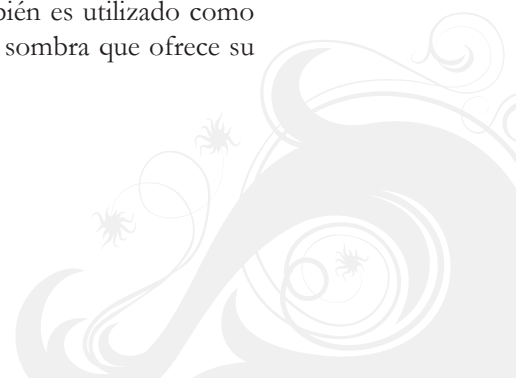 bién es utilizado como
sombra que ofrece su